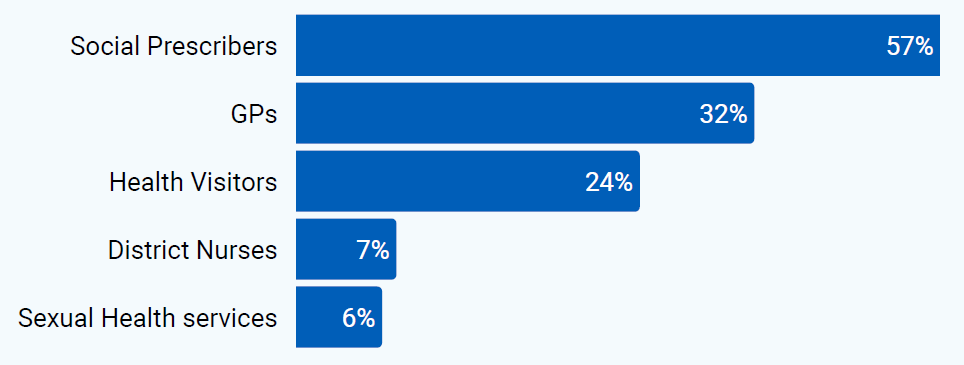 Social Prescribers 57%
GPs 32%
Health Visitors 24%
District Nurses 7%
Sexual Health services 6%